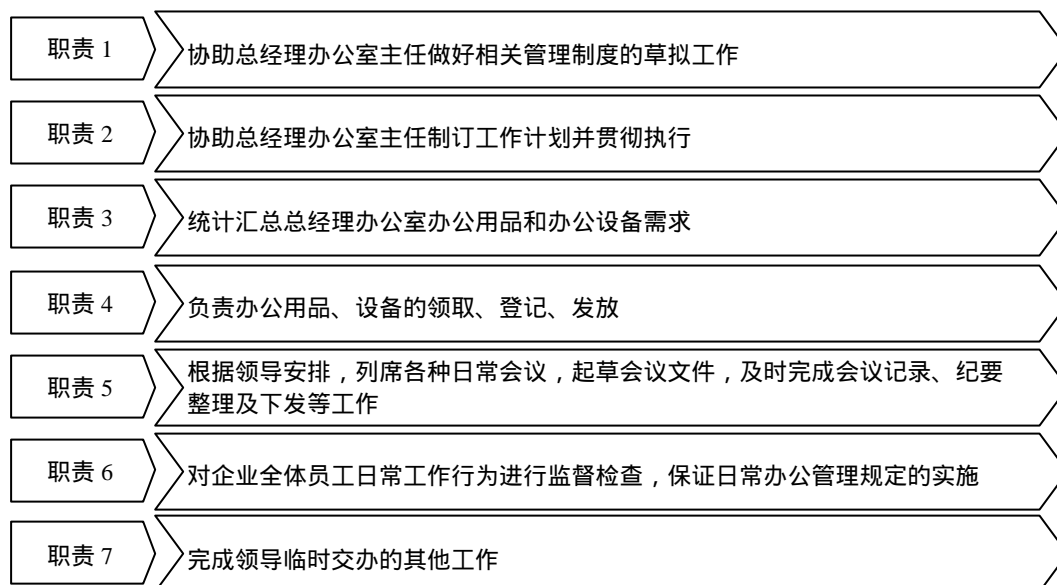 职责 1
协助总经理办公室主任做好相关管理制度的草拟工作
职责 2
协助总经理办公室主任制订工作计划并贯彻执行
职责 3
统计汇总总经理办公室办公用品和办公设备需求
职责 4
负责办公用品、设备的领取、登记、发放
职责 5
根据领导安排，列席各种日常会议，起草会议文件，及时完成会议记录、纪要
整理及下发等工作
职责 6
对企业全体员工日常工作行为进行监督检查，保证日常办公管理规定的实施
职责 7
完成领导临时交办的其他工作